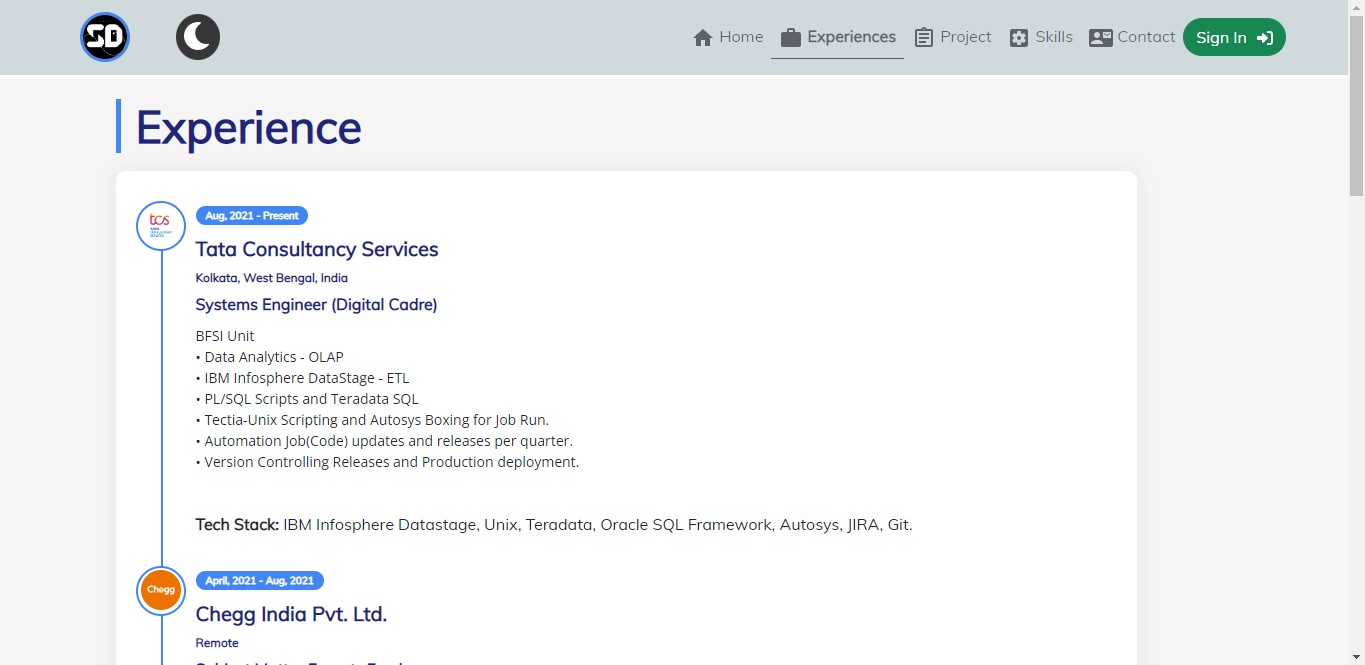 SD
Home Experiences Project Skills Contact Sign In
Experience
tcs
TATA
CONSULTANCY
SERVICES
Aug, 2021 - Present
Tata Consultancy Services
Kolkata, West Bengal, India
Systems Engineer (Digital Cadre)
BFSI Unit
• Data Analytics - OLAP
• IBM Infosphere DataStage - ETL
• PL/SQL Scripts and Teradata SQL
• Tectia-Unix Scripting and Autosys Boxing for Job Run.
• Automation Job(Code) updates and releases per quarter.
• Version Controlling Releases and Production deployment.
Tech Stack: IBM Infosphere Datastage, Unix, Teradata, Oracle SQL Framework, Autosys, JIRA, Git.
Chegg
April, 2021 - Aug, 2021
Chegg India Pvt. Ltd.
Remote